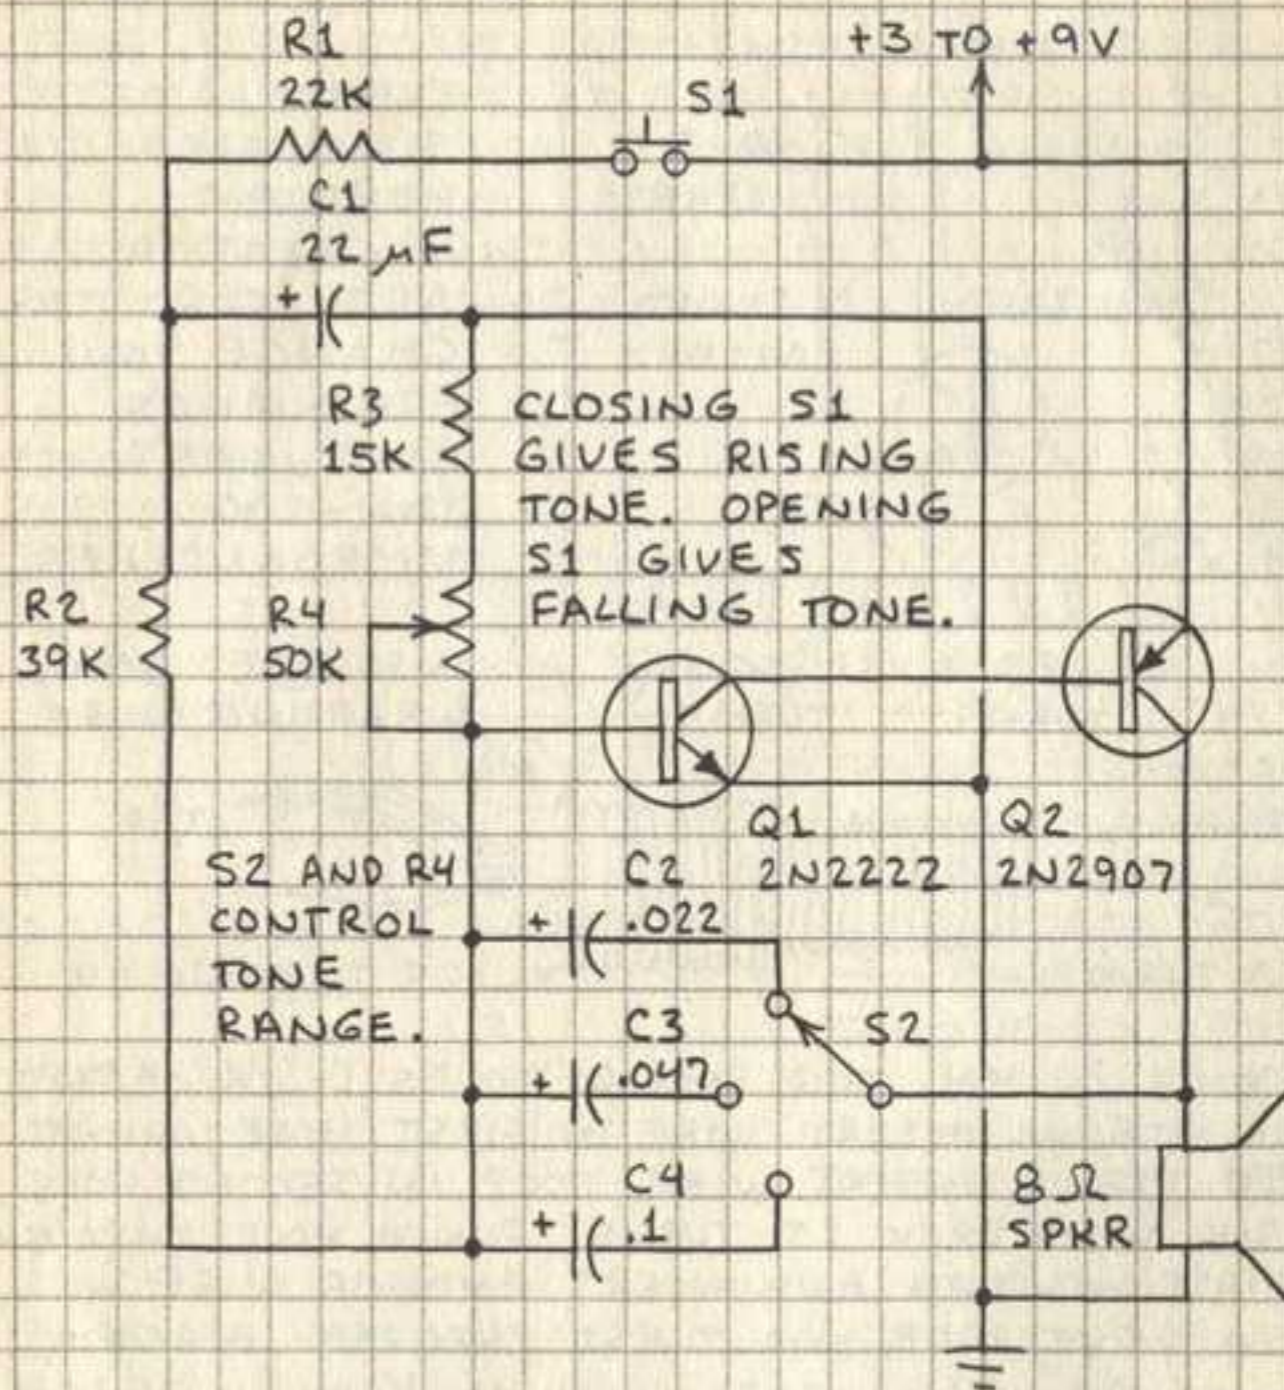 R1
22K
S1
+3 TO +9V
C1
22 µF
+
R3
15K
CLOSING S1
GIVES RISING
TONE. OPENING
S1 GIVES
FALLING TONE.
R2
39K
R4
50K
Q1
2N2222
Q2
2N2907
S2 AND R4
CONTROL
TONE
RANGE.
C2
+ .022
S2
C3
+ .047
C4
+ .1
8 Ω
SPKR